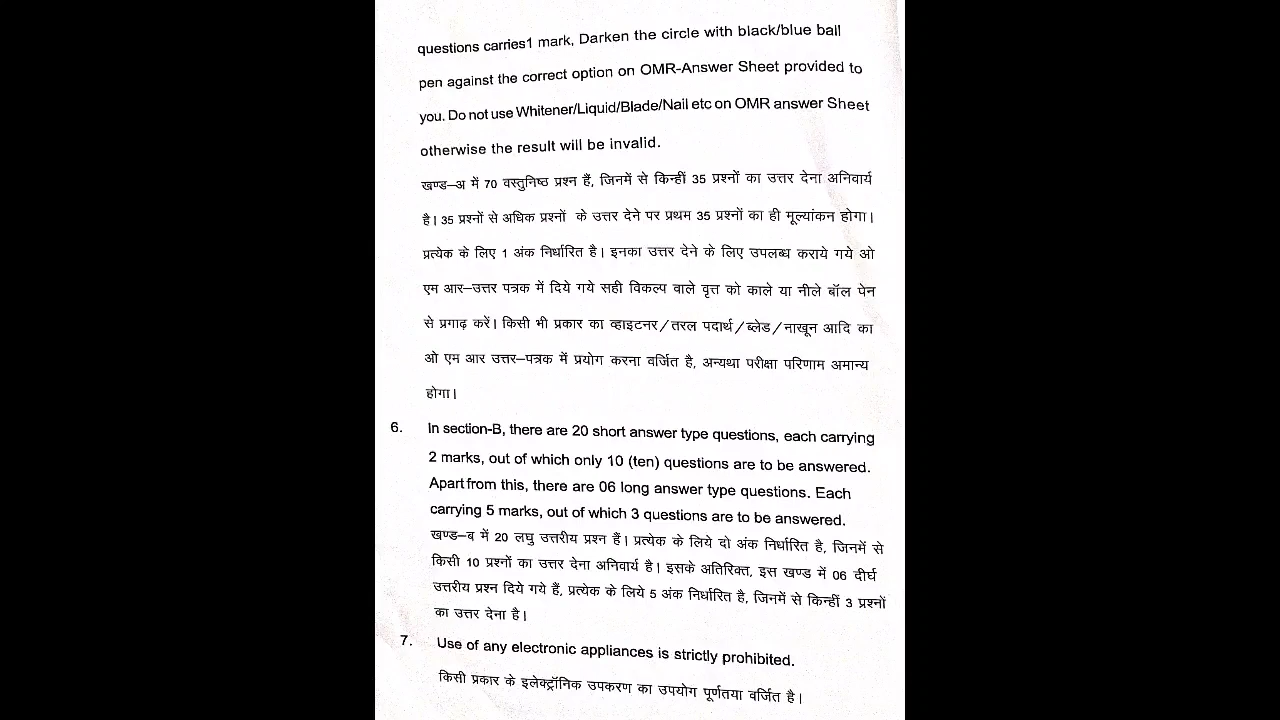 questions carries1 mark, Darken the circle with black/blue ball
pen against the correct option on OMR-Answer Sheet provided to
you. Do not use Whitener/Liquid/Blade/Nail etc on OMR answer Sheet
otherwise the result will be invalid.
खण्ड–अ में 70 वस्तुनिष्ठ प्रश्न हैं, जिनमें से किन्हीं 35 प्रश्नों का उत्तर देना अनिवार्य
है। 35 प्रश्नों से अधिक प्रश्नों के उत्तर देने पर प्रथम 35 प्रश्नों का ही मूल्यांकन होगा।
प्रत्येक के लिए 1 अंक निर्धारित है। इनका उत्तर देने के लिए उपलब्ध कराये गये ओ
एम आर–उत्तर पत्रक में दिये गये सही विकल्प वाले वृत्त को काले या नीले बॉल पेन
से प्रगाढ़ करें। किसी भी प्रकार का व्हाइटनर/तरल पदार्थ/ब्लेड/नाखून आदि का
ओ एम आर उत्तर–पत्रक में प्रयोग करना वर्जित है, अन्यथा परीक्षा परिणाम अमान्य
होगा।
6. In section-B, there are 20 short answer type questions, each carrying
2 marks, out of which only 10 (ten) questions are to be answered.
Apart from this, there are 06 long answer type questions. Each
carrying 5 marks, out of which 3 questions are to be answered.
खण्ड–ब में 20 लघु उत्तरीय प्रश्न हैं। प्रत्येक के लिये दो अंक निर्धारित है, जिनमें से
किसी 10 प्रश्नों का उत्तर देना अनिवार्य है। इसके अतिरिक्त, इस खण्ड में 06 दीर्घ
उत्तरीय प्रश्न दिये गये हैं, प्रत्येक के लिये 5 अंक निर्धारित है, जिनमें से किन्हीं 3 प्रश्नों
का उत्तर देना है।
7. Use of any electronic appliances is strictly prohibited.
किसी प्रकार के इलेक्ट्रॉनिक उपकरण का उपयोग पूर्णतया वर्जित है।